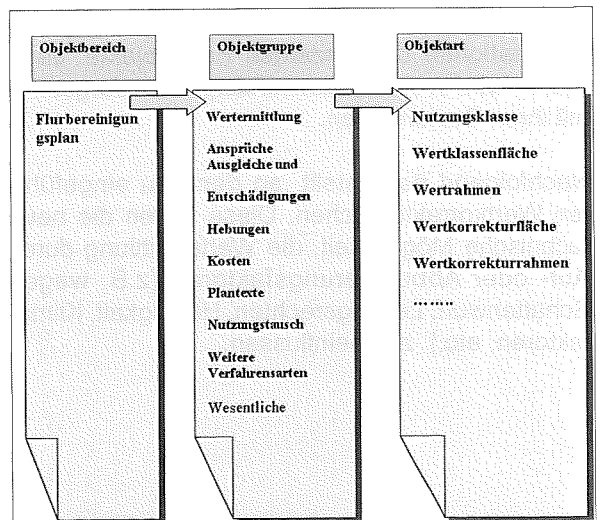 Objektbereich
Objektgruppe
Objektart
Flurbereinigun
gsplan
Wertermittlung
Ansprüche
Ausgleiche und
Entschädigungen
Hebungen
Kosten
Plantexte
Nutzungstausch
Weitere
Verfahrensarten
Wesentliche
Nutzungsklasse
Wertklassenfläche
Wertrahmen
Wertkorrekturfläche
Wertkorrekturrahmen
........